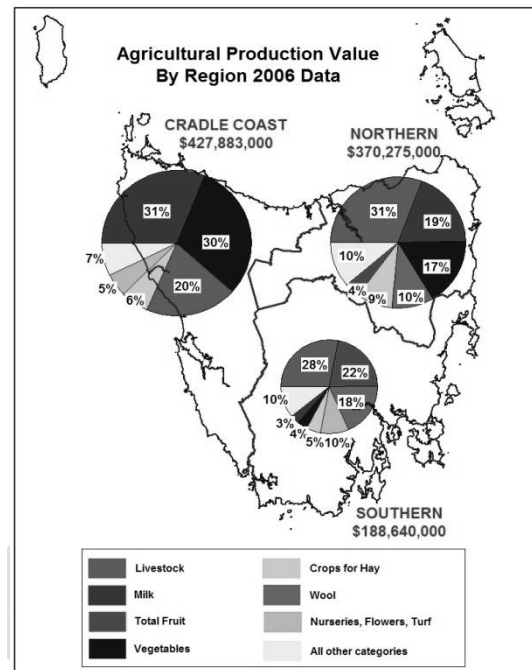 Agricultural Production Value
By Region 2006 Data
CRADLE COAST
$427,883,000
NORTHERN
$370,275,000
31%
30%
20%
6%
5%
7%
31%
19%
17%
10%
9%
4%
10%
28%
22%
18%
10%
5%
4%
3%
10%
SOUTHERN
$188,640,000
Livestock
Milk
Total Fruit
Vegetables
Crops for Hay
Wool
Nurseries, Flowers, Turf
All other categories